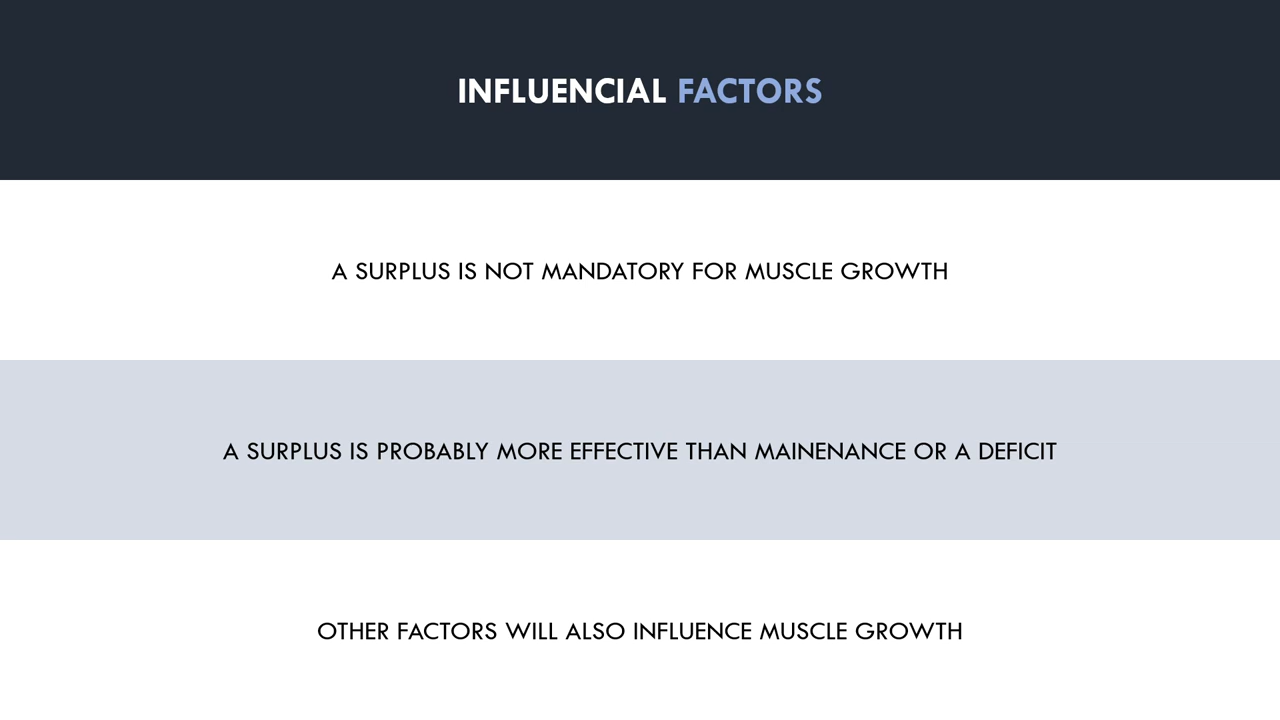 INFLUENCIAL FACTORS
A SURPLUS IS NOT MANDATORY FOR MUSCLE GROWTH
A SURPLUS IS PROBABLY MORE EFFECTIVE THAN MAINENANCE OR A DEFICIT
OTHER FACTORS WILL ALSO INFLUENCE MUSCLE GROWTH